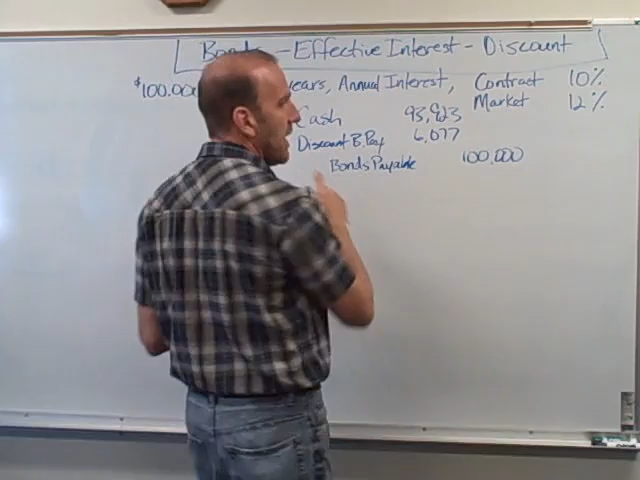 Bonds - Effective Interest - Discount
$100,000 years, Annual Interest, Contract 10%
Market 12%
Cash 93,923
Discount B. Pay 6,077
Bonds Payable 100,000